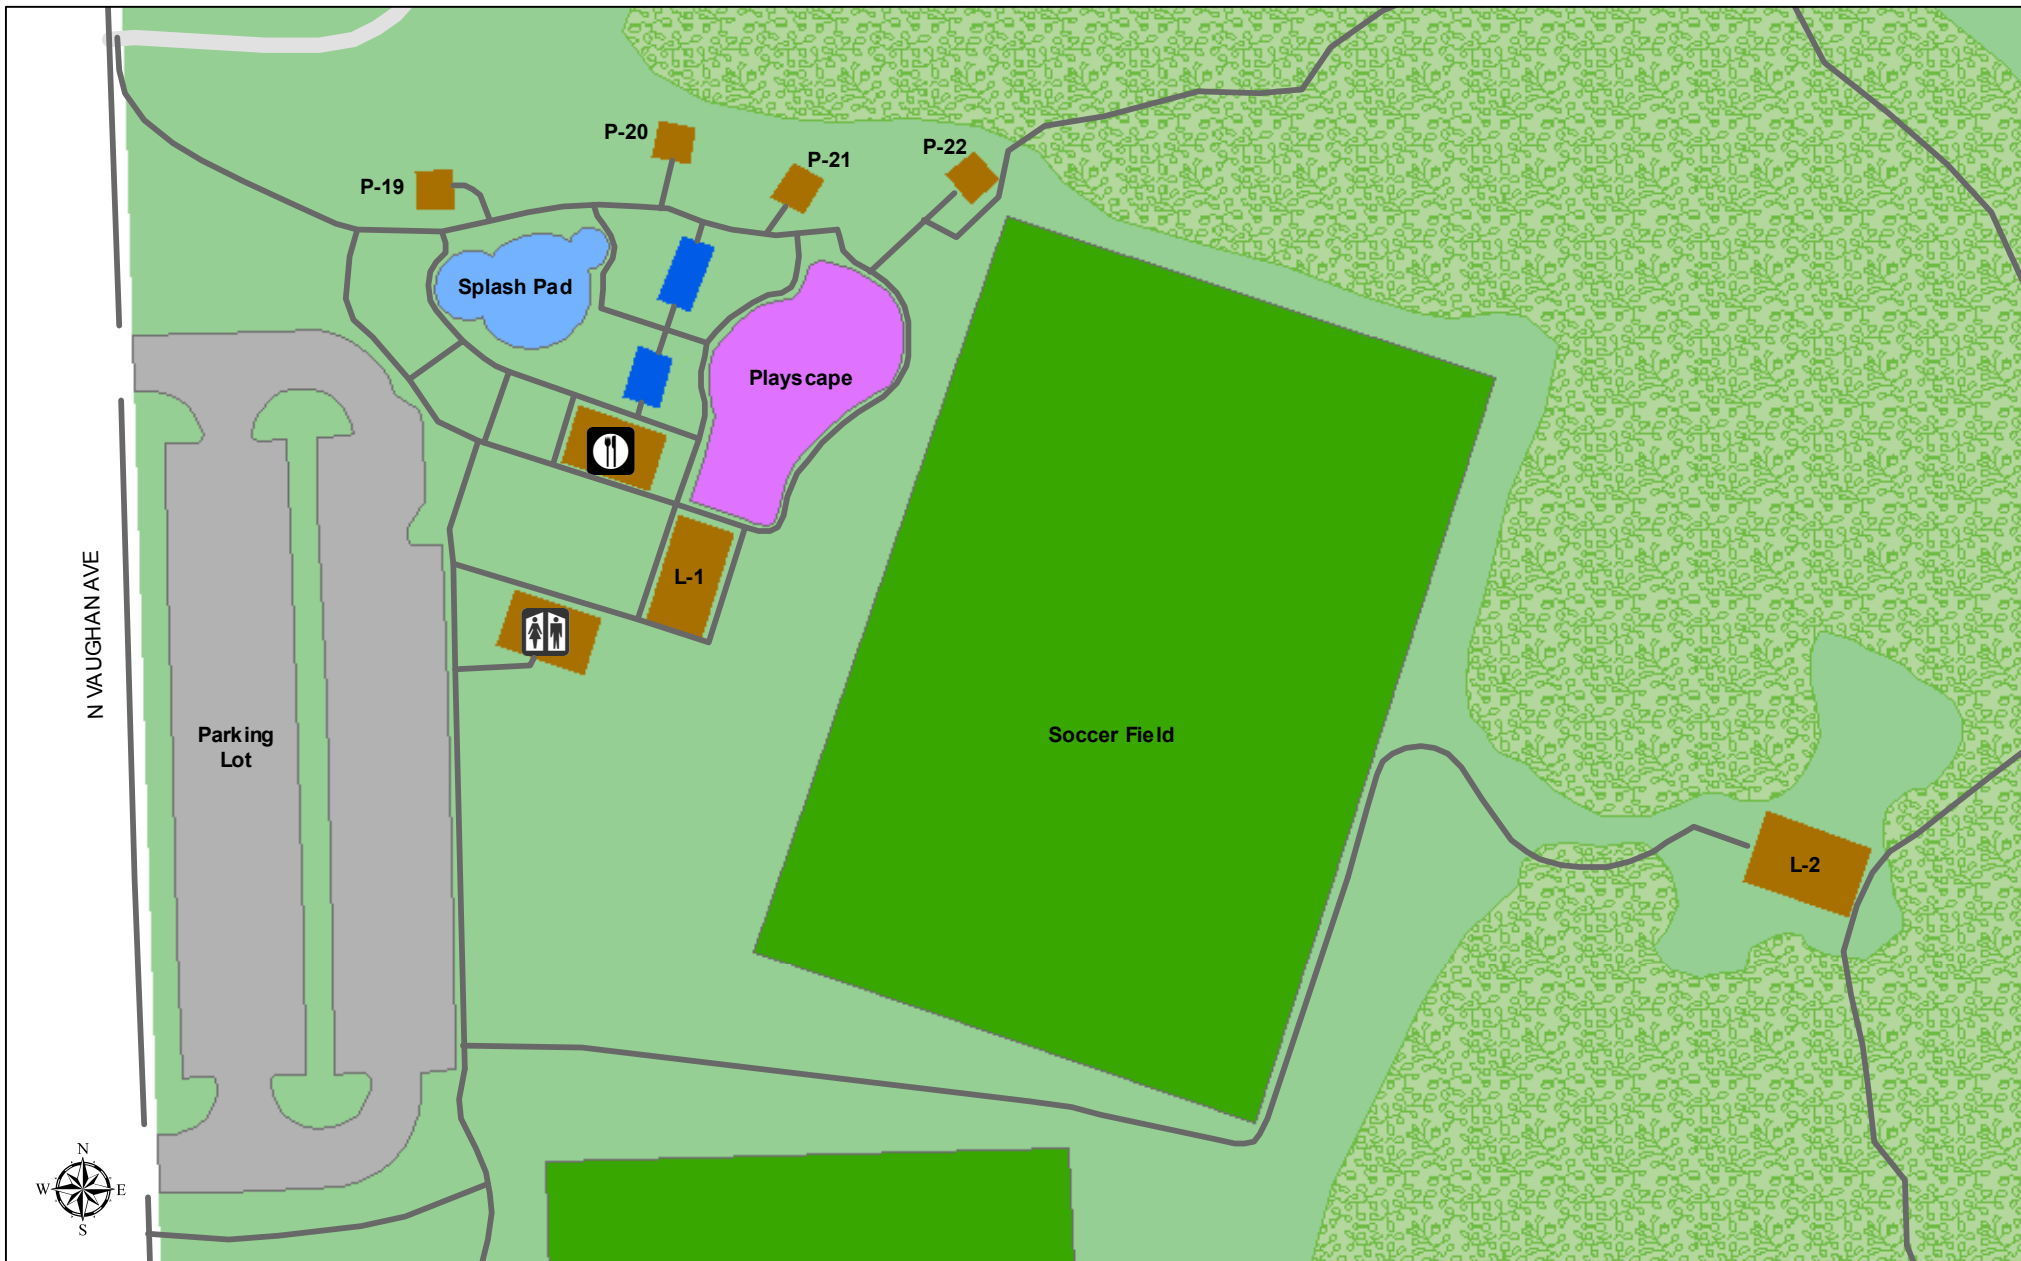 P-20
P-21
P-22
P-19
Splash Pad
Playscape
L-1
N VAUGHAN AVE
Parking
Lot
Soccer Field
L-2
N
W
E
S